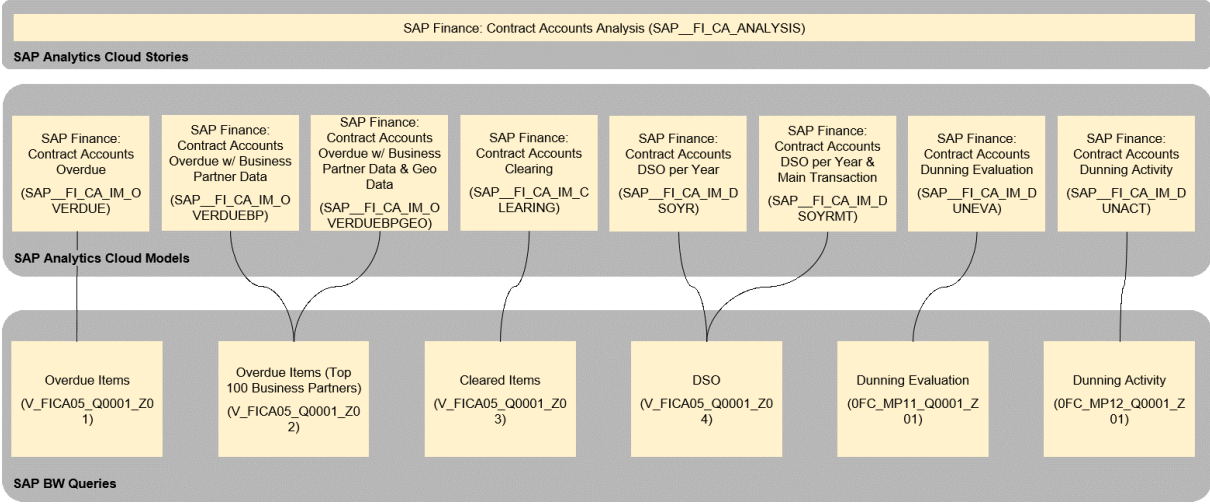 SAP Finance: Contract Accounts Analysis (SAP__FI_CA_ANALYSIS)
SAP Analytics Cloud Stories
SAP Finance:
Contract Accounts
Overdue
(SAP__FI_CA_IM_O
VERDUE)
SAP Finance:
Contract Accounts
Overdue w/ Business
Partner Data
(SAP__FI_CA_IM_O
VERDUEBP)
SAP Finance:
Contract Accounts
Overdue w/ Business
Partner Data & Geo
Data
(SAP__FI_CA_IM_O
VERDUEBPGEO)
SAP Finance:
Contract Accounts
Clearing
(SAP__FI_CA_IM_C
LEARING)
SAP Finance:
Contract Accounts
DSO per Year
(SAP__FI_CA_IM_D
SOYR)
SAP Finance:
Contract Accounts
DSO per Year &
Main Transaction
(SAP__FI_CA_IM_D
SOYRMT)
SAP Finance:
Contract Accounts
Dunning Evaluation
(SAP__FI_CA_IM_D
UNEVA)
SAP Finance:
Contract Accounts
Dunning Activity
(SAP__FI_CA_IM_D
UNACT)
SAP Analytics Cloud Models
Overdue Items
(V_FICA05_Q0001_Z0
1)
Overdue Items (Top
100 Business Partners)
(V_FICA05_Q0001_Z0
2)
Cleared Items
(V_FICA05_Q0001_Z0
3)
DSO
(V_FICA05_Q0001_Z0
4)
Dunning Evaluation
(0FC_MP11_Q0001_Z
01)
Dunning Activity
(0FC_MP12_Q0001_Z
01)
SAP BW Queries